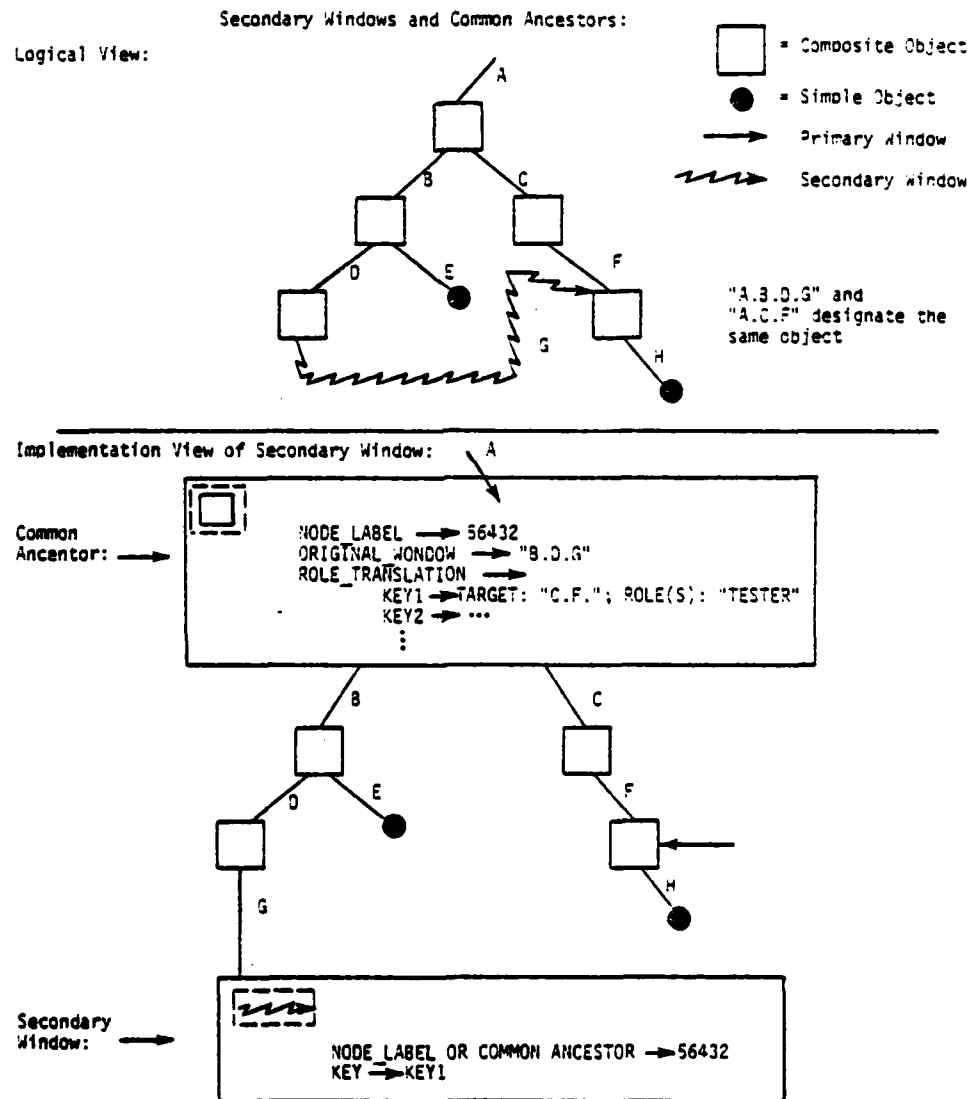 Secondary Windows and Common Ancestors:
Logical View:
= Composite Object
= Simple Object
Primary Window
Secondary Window
A
B
C
D
E
F
G
H
"A.B.D.G" and
"A.C.F" designate the
same object
Implementation View of Secondary Window:
A
Common
Ancentor:
NODE_LABEL → 56432
ORIGINAL_WONDOW → "B.D.G"
ROLE_TRANSLATION →
KEY1 → TARGET: "C.F."; ROLE(S): "TESTER"
KEY2 → ...
B
C
D
E
F
G
H
Secondary
Window:
NODE_LABEL OR COMMON ANCESTOR → 56432
KEY → KEY1